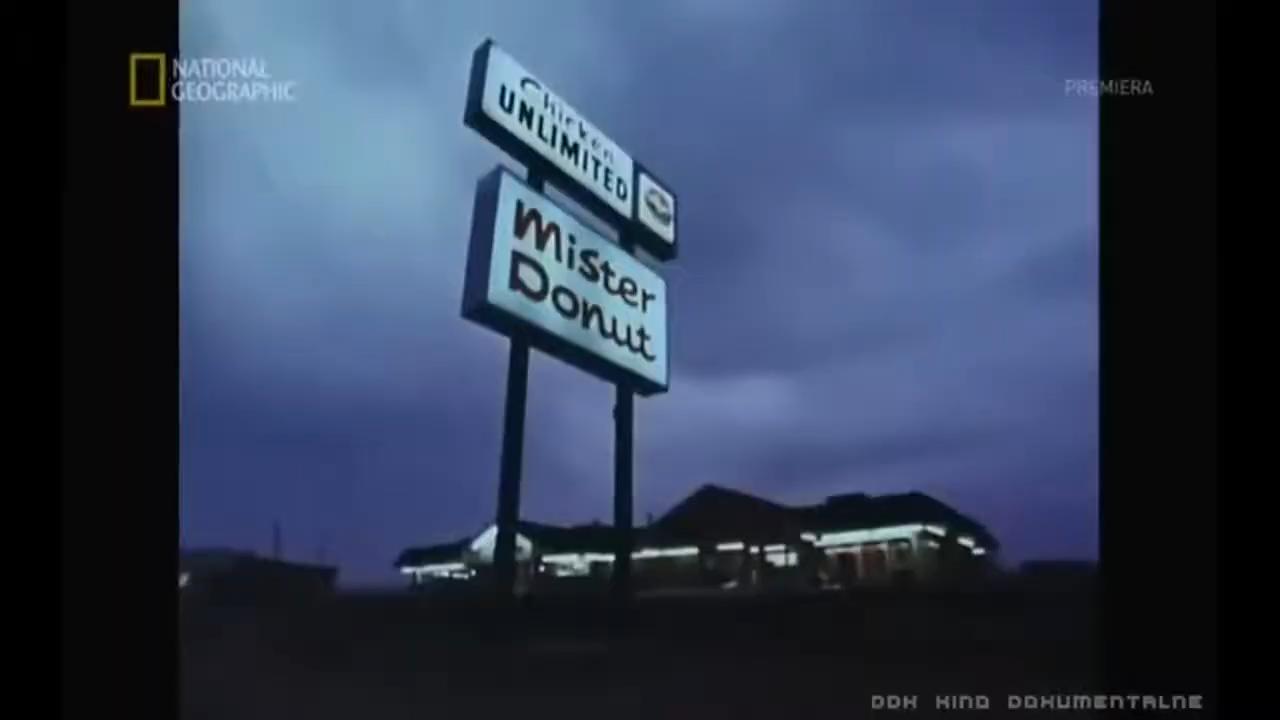 NATIONAL
GEOGRAPHIC
PREMIERA
Chicken
UNLIMITED
Mister
Donut
DDK KINO DOKUMENTALNE